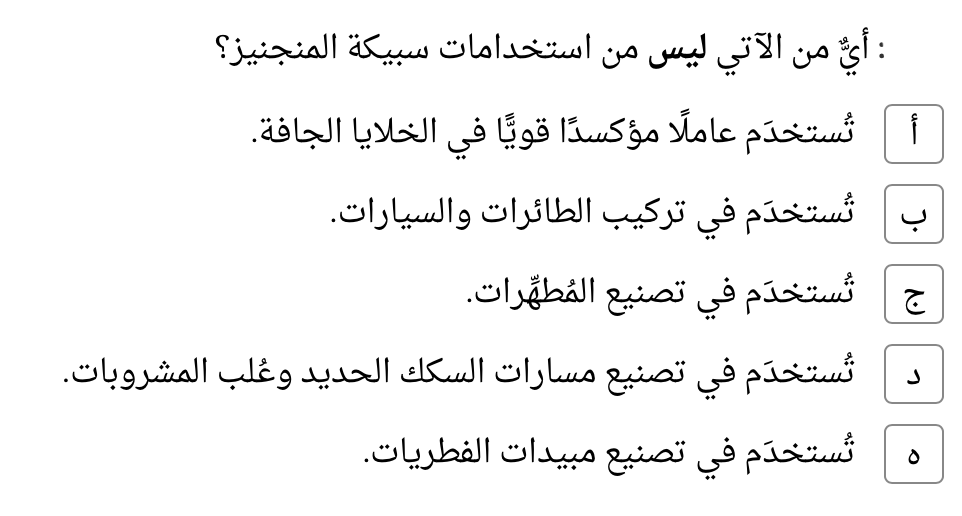 : أيٌّ من الآتي ليس من استخدامات سبيكة المنجنيز؟
أ تُستخدَم عاملًا مؤكسدًا قويًّا في الخلايا الجافة.
ب تُستخدَم في تركيب الطائرات والسيارات.
ج تُستخدَم في تصنيع المُطهِّرات.
د تُستخدَم في تصنيع مسارات السكك الحديد وعُلب المشروبات.
ه تُستخدَم في تصنيع مبيدات الفطريات.